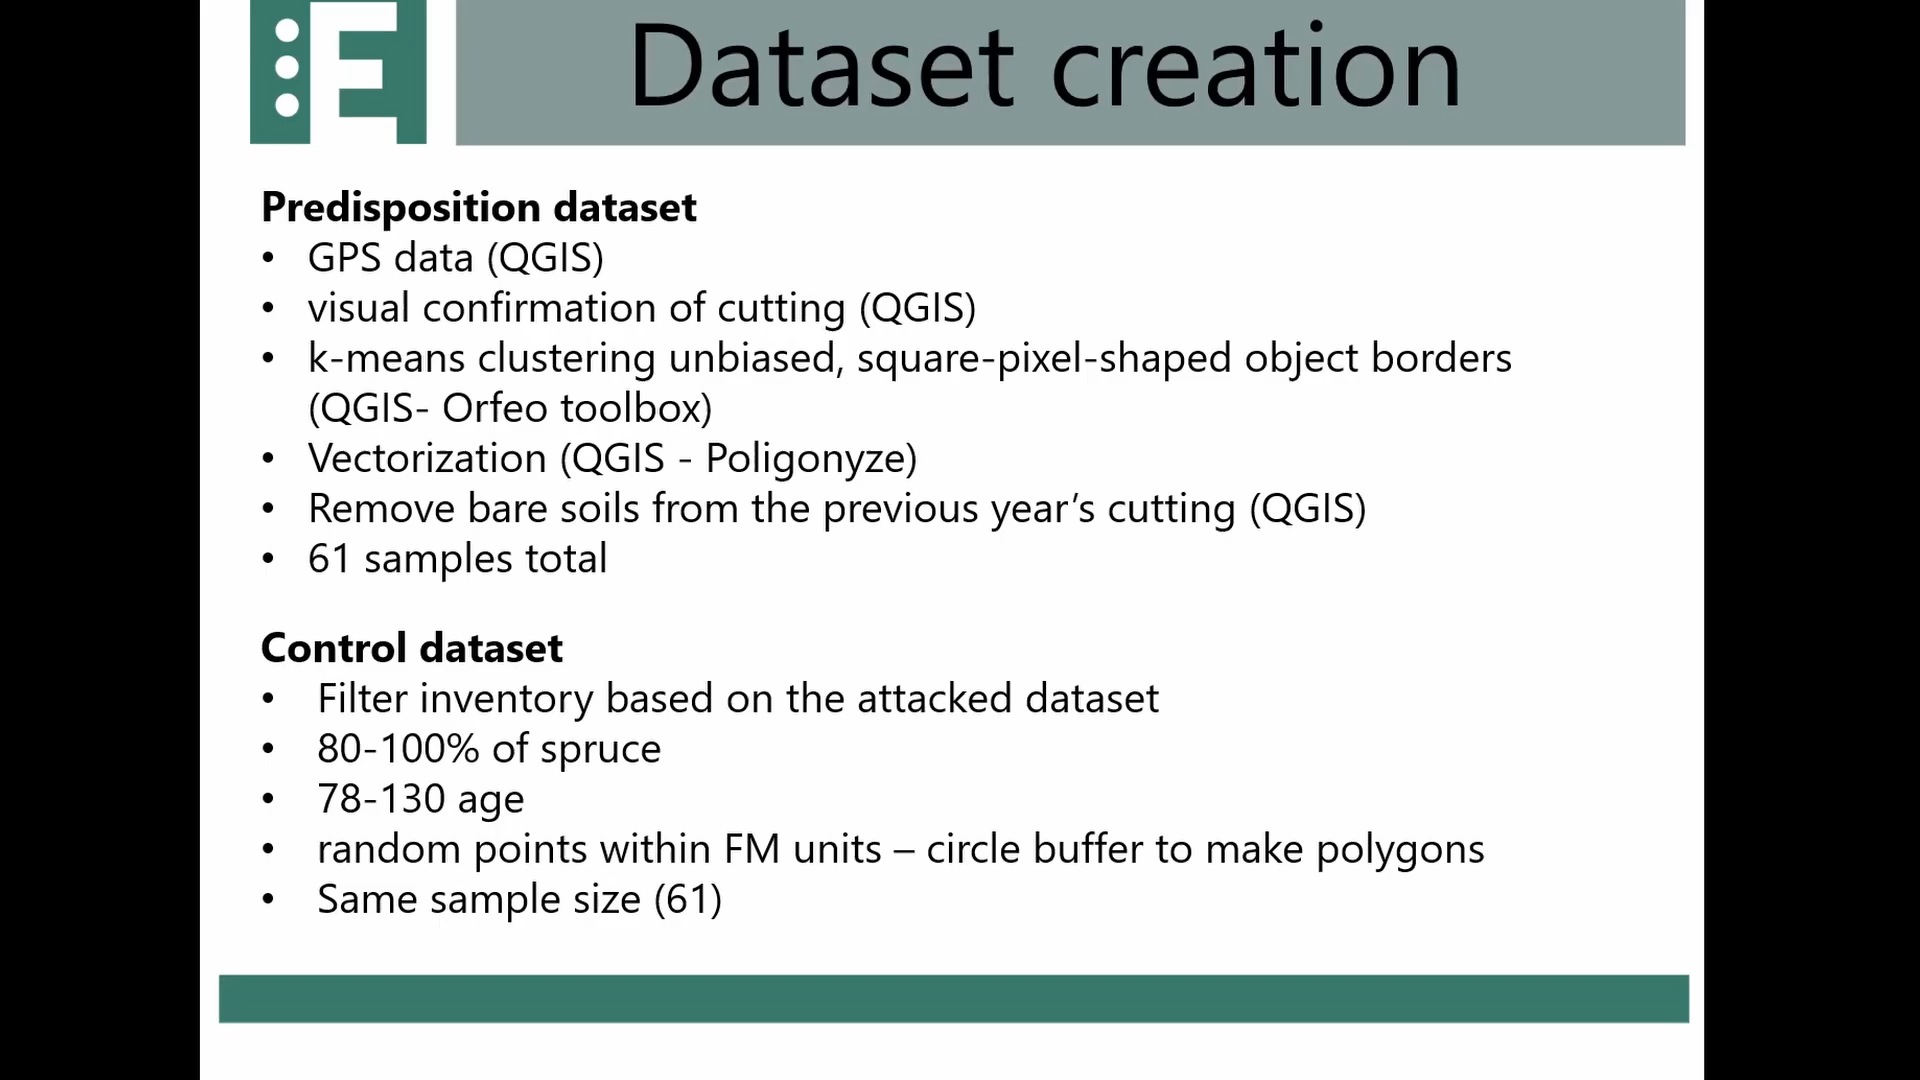 Dataset creation
Predisposition dataset
• GPS data (QGIS)
• visual confirmation of cutting (QGIS)
• k-means clustering unbiased, square-pixel-shaped object borders
(QGIS- Orfeo toolbox)
• Vectorization (QGIS - Poligonyze)
• Remove bare soils from the previous year’s cutting (QGIS)
• 61 samples total
Control dataset
• Filter inventory based on the attacked dataset
• 80-100% of spruce
• 78-130 age
• random points within FM units – circle buffer to make polygons
• Same sample size (61)